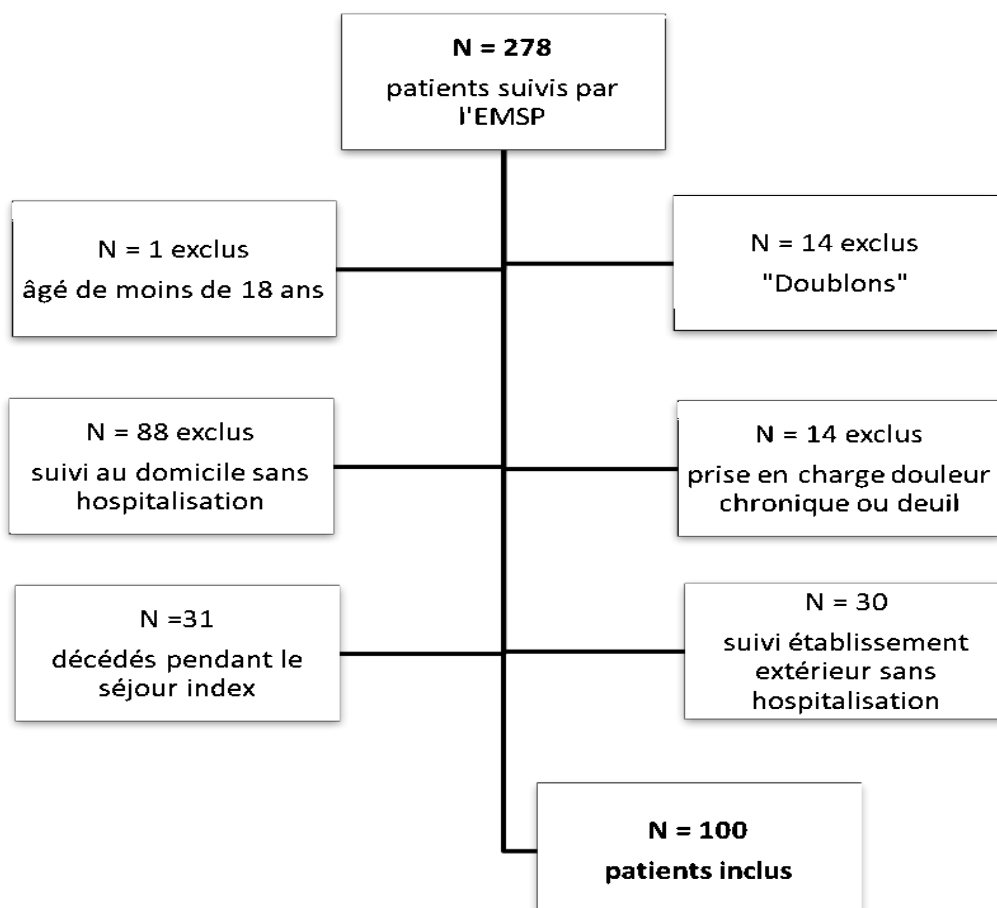 N = 278
patients suivis par
l'EMSP
N = 1 exclus
âgé de moins de 18 ans
N = 14 exclus
"Doublons"
N = 88 exclus
suivi au domicile sans
hospitalisation
N = 14 exclus
prise en charge douleur
chronique ou deuil
N =31
décédés pendant le
séjour index
N = 30
suivi établissement
extérieur sans
hospitalisation
N = 100
patients inclus